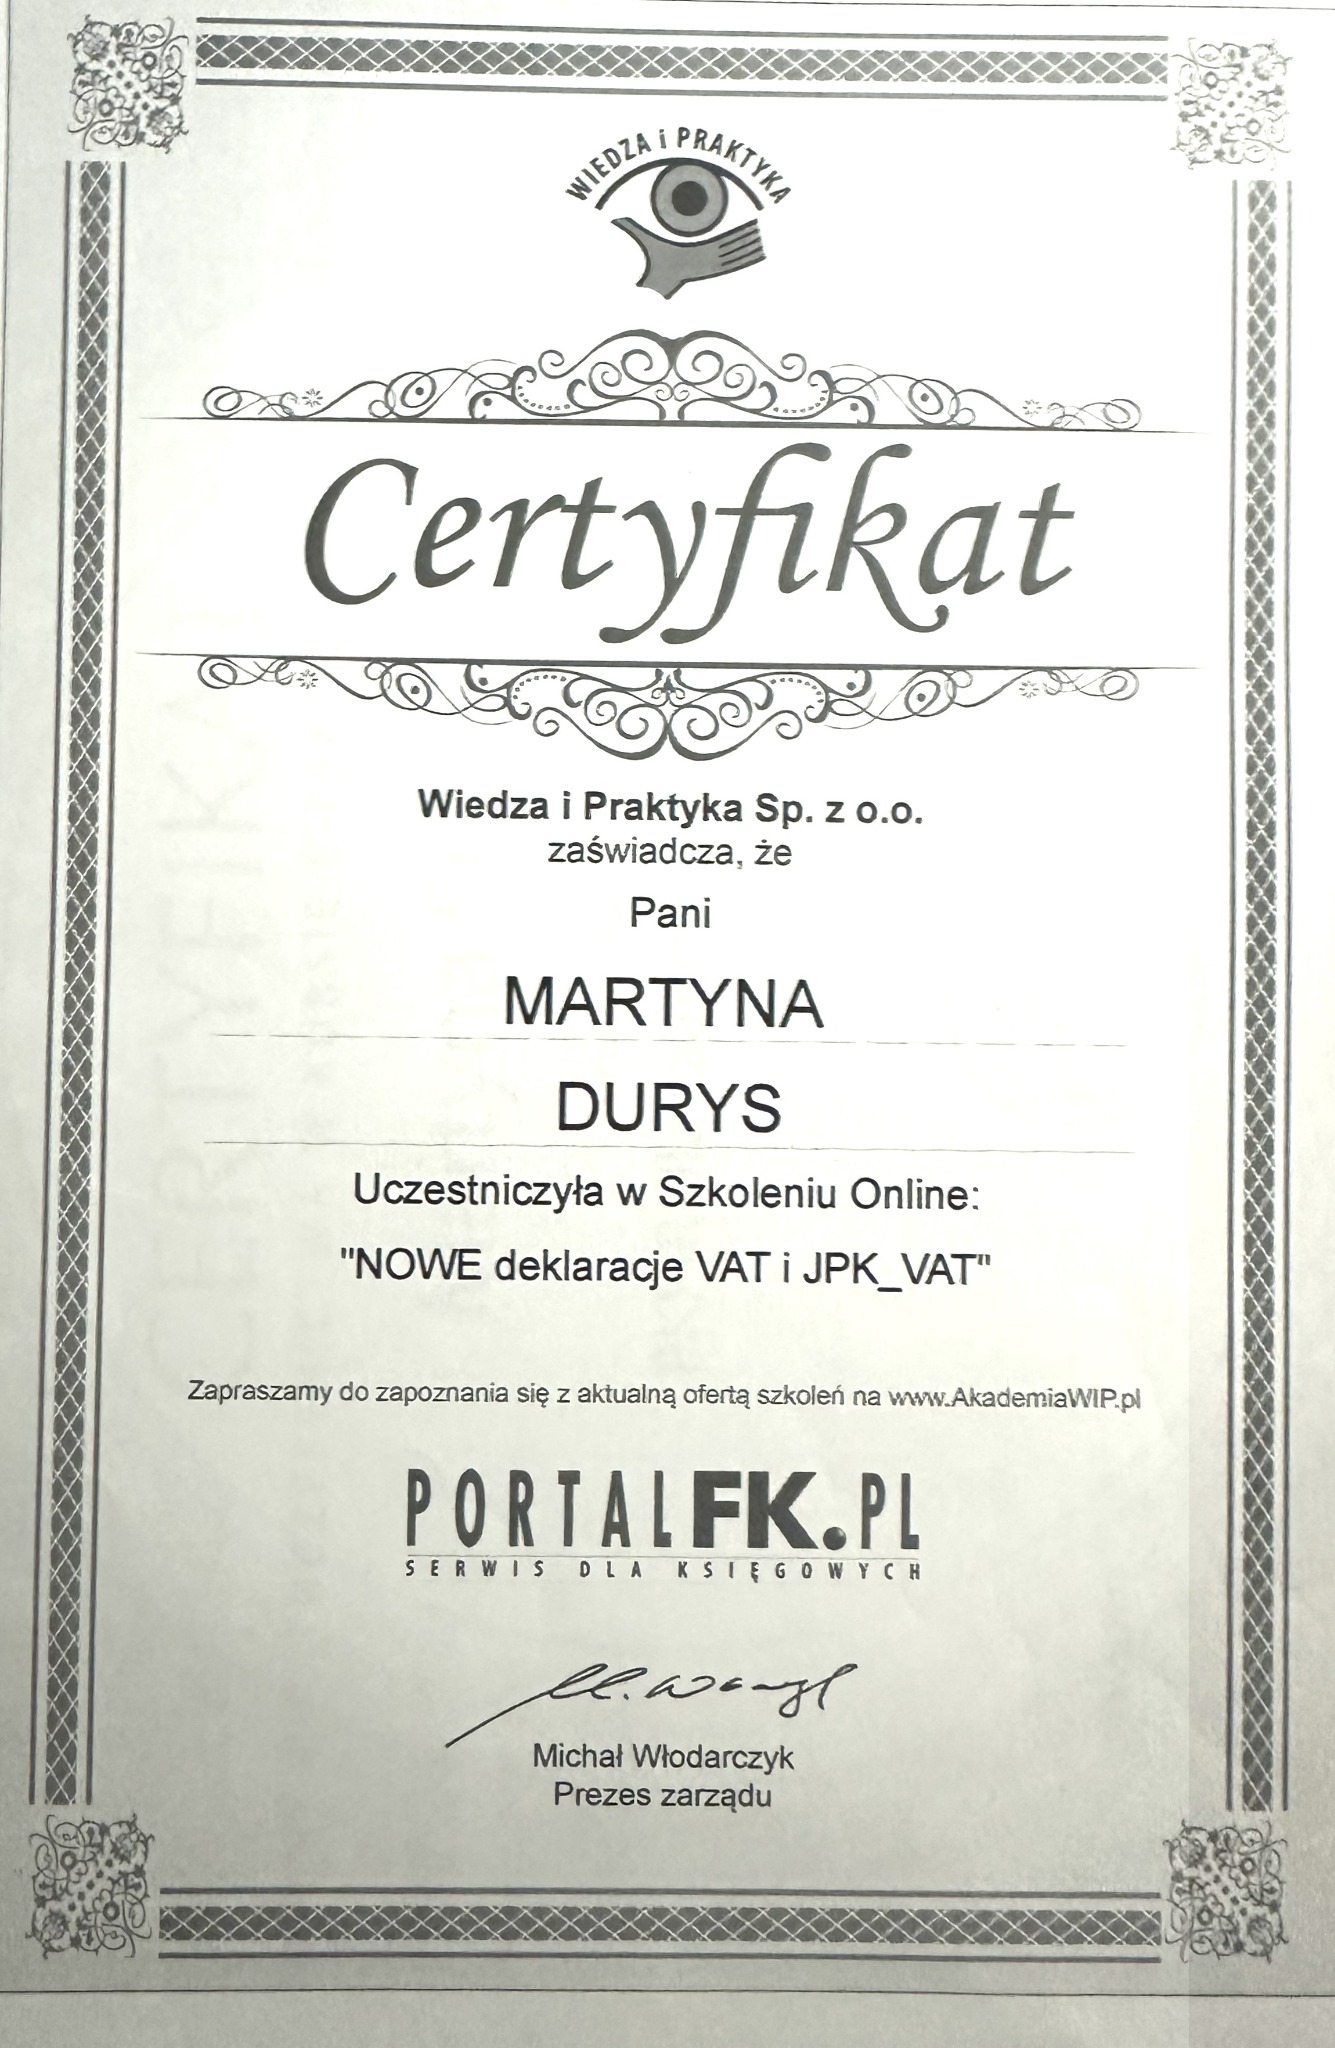 WIEDZA i PRAKTYKA
Certyfikat
Wiedza i Praktyka Sp. z o.o.
zaświadcza, że
Pani
MARTYNA
DURYS
Uczestniczyła w Szkoleniu Online:
"NOWE deklaracje VAT i JPK_VAT"
Zapraszamy do zapoznania się z aktualną ofertą szkoleń na www.AkademiaWIP.pl
PORTALFK.PL
SERWIS DLA KSIĘGOWYCH
Michał Włodarczyk
Prezes zarządu